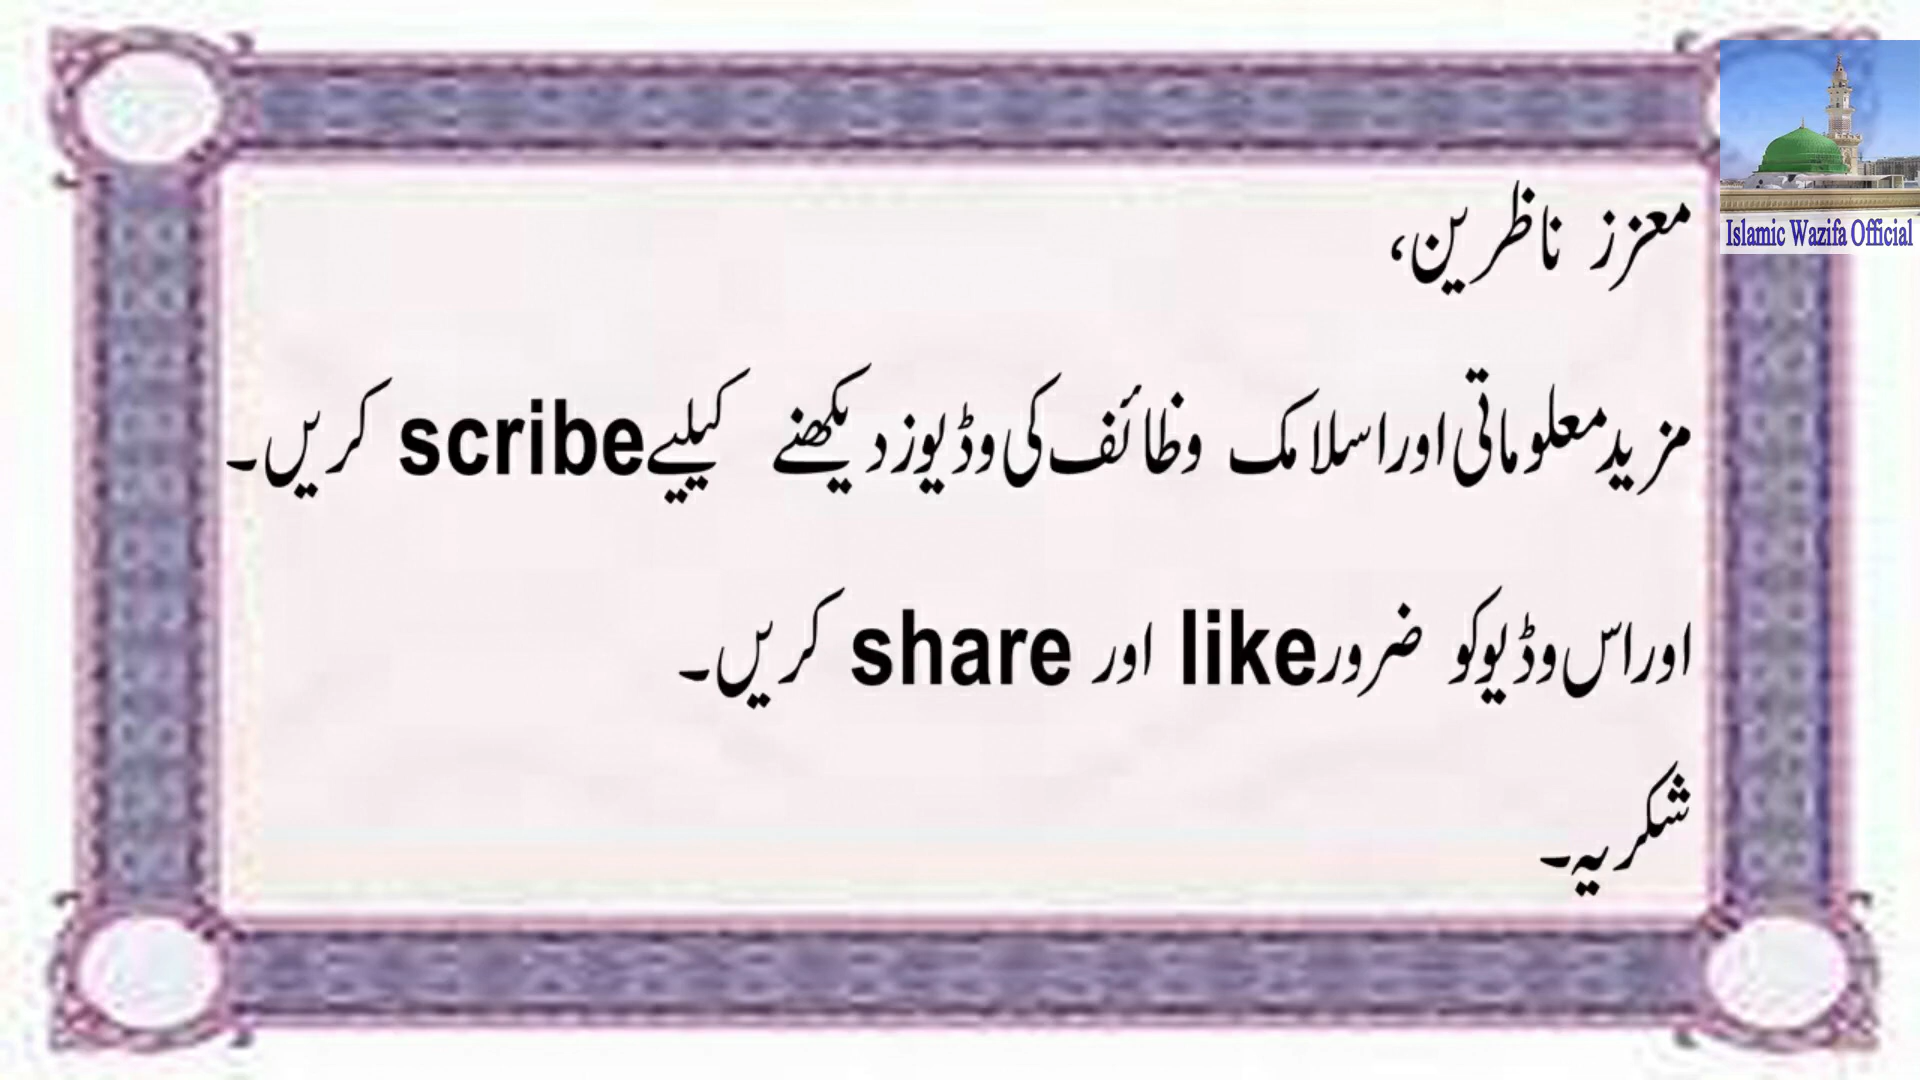 معزز ناظرین،
مزید معلوماتی اور اسلامک وظائف کی وڈیوز دیکھنے کیلیے scribe کریں۔
اور اس وڈیو کو ضرور like اور share کریں۔
شکریہ۔
Islamic Wazifa Official